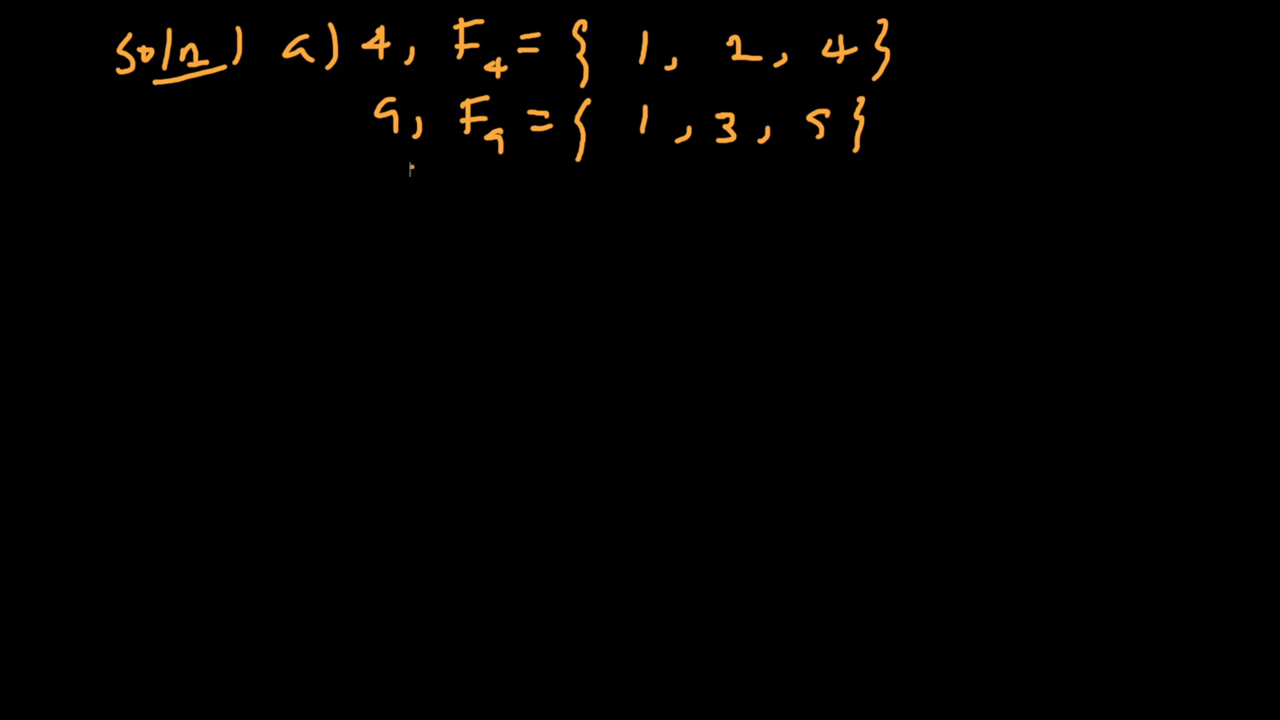 Soln) a) 4, F₄ = { 1, 2, 4}
9, F₉ = { 1, 3, 5}